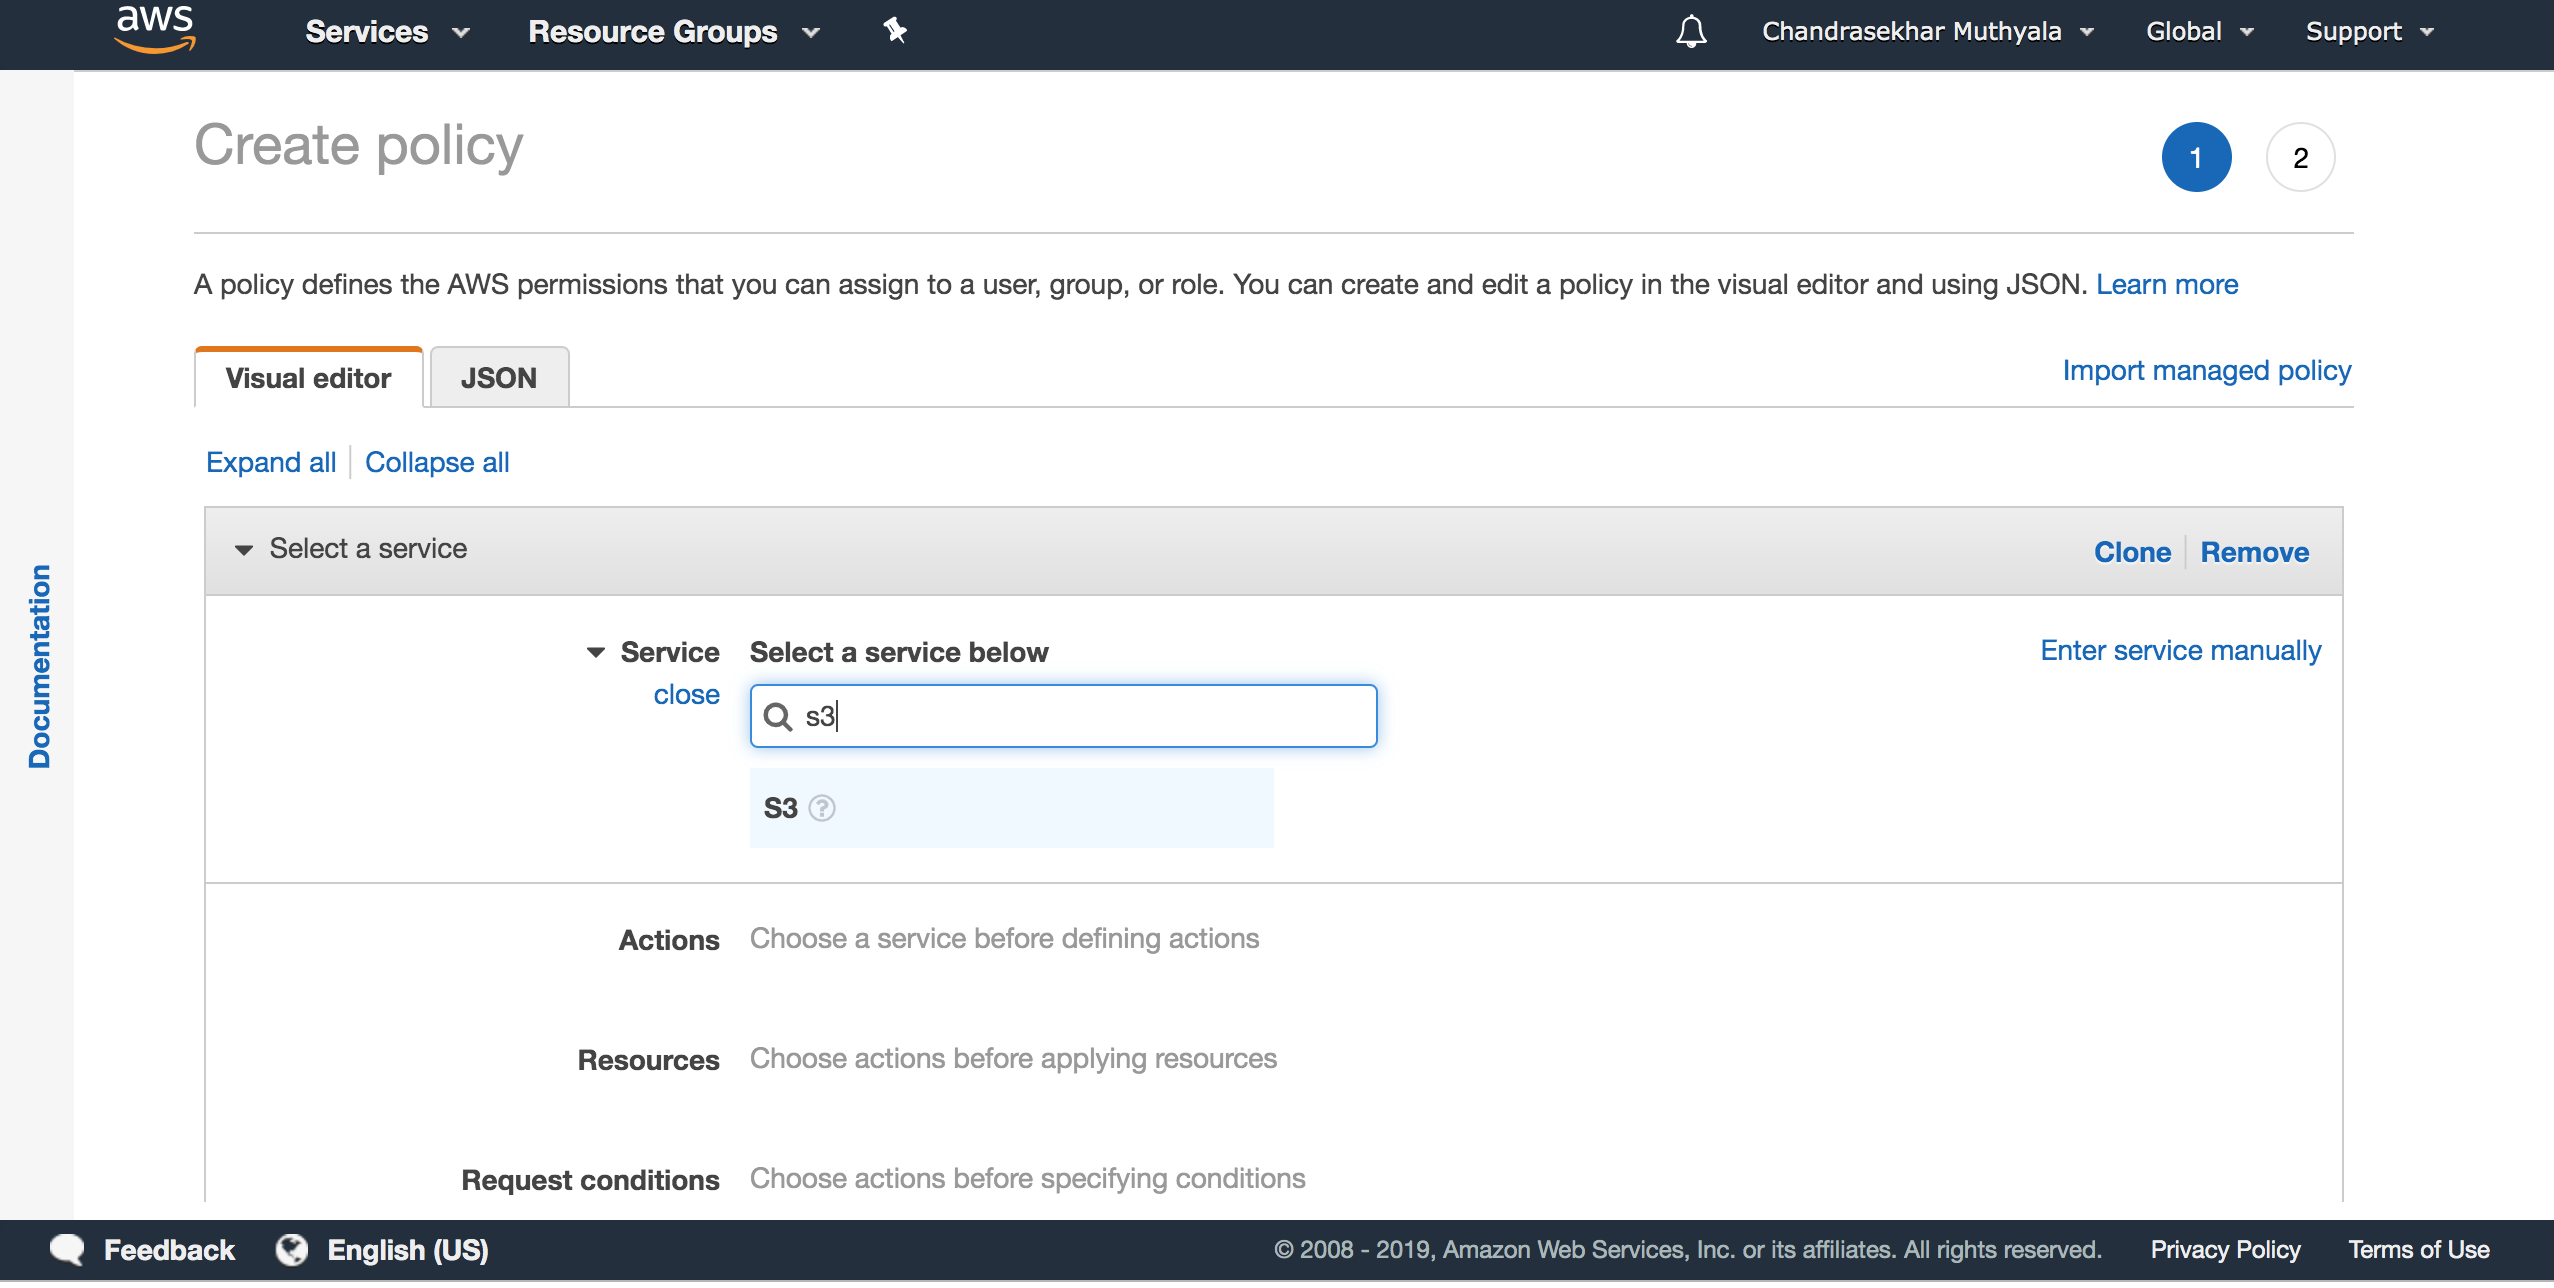 aws Services Resource Groups Chandrasekhar Muthyala Global Support
Create policy 1 2
A policy defines the AWS permissions that you can assign to a user, group, or role. You can create and edit a policy in the visual editor and using JSON. Learn more
Visual editor JSON Import managed policy
Expand all Collapse all
Select a service Clone Remove
Documentation
Service Select a service below Enter service manually
close s3
S3 ?
Actions Choose a service before defining actions
Resources Choose actions before applying resources
Request conditions Choose actions before specifying conditions
Feedback English (US) © 2008 - 2019, Amazon Web Services, Inc. or its affiliates. All rights reserved. Privacy Policy Terms of Use